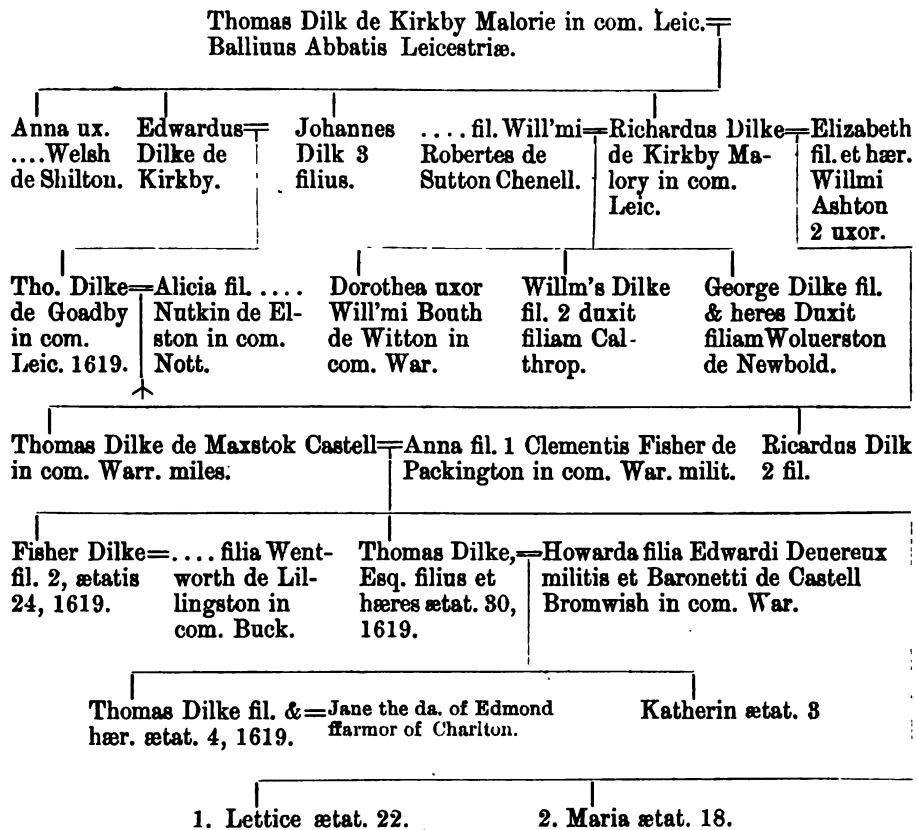 Thomas Dilk de Kirkby Malorie in com. Leic.
Balliuus Abbatis Leicestriæ.
Anna ux.
....Welsh
de Shilton.
Edwardus
Dilke de
Kirkby.
Johannes
Dilk 3
filius.
.... fil. Will'mi
Robertes de
Sutton Chenell.
Richardus Dilke
de Kirkby Ma-
lory in com.
Leic.
Elizabeth
fil. et hær.
Willmi
Ashton
2 uxor.
Tho. Dilke
de Goadby
in com.
Leic. 1619.
Alicia fil. ....
Nutkin de El-
ston in com.
Nott.
Dorothea uxor
Will'mi Bouth
de Witton in
com. War.
Willm's Dilke
fil. 2 duxit
filiam Cal-
throp.
George Dilke fil.
& heres Duxit
filiam Woluerston
de Newbold.
Thomas Dilke de Maxstok Castell
in com. Warr. miles.
Anna fil. 1 Clementis Fisher de
Packington in com. War. milit.
Ricardus Dilk
2 fil.
Fisher Dilke
fil. 2, ætatis
24, 1619.
.... filia Went-
worth de Lil-
lingston in
com. Buck.
Thomas Dilke,
Esq. filius et
hæres ætat. 30,
1619.
Howarda filia Edwardi Deuereux
militis et Baronetti de Castell
Bromwish in com. War.
Thomas Dilke fil. &
hær. ætat. 4, 1619.
Jane the da. of Edmond
ffarmor of Charlton.
Katherin ætat. 3
1. Lettice ætat. 22.
2. Maria ætat. 18.